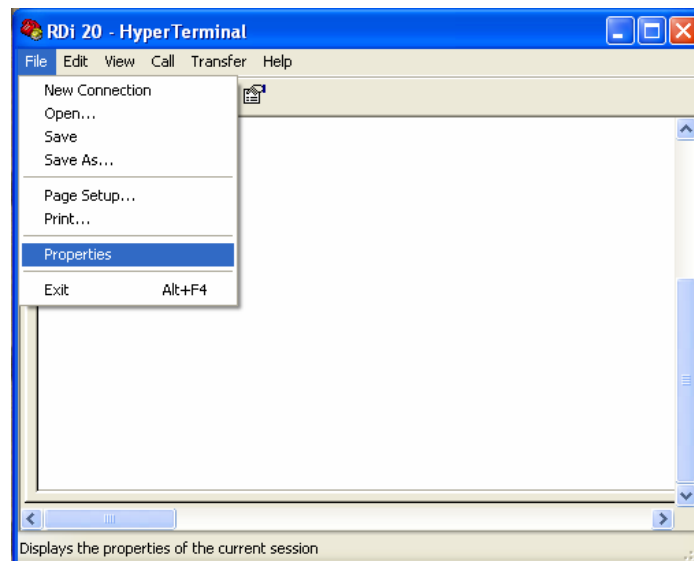 RDi 20 - HyperTerminal
File Edit View Call Transfer Help
New Connection
Open...
Save
Save As...
Page Setup...
Print...
Properties
Exit Alt+F4
Displays the properties of the current session